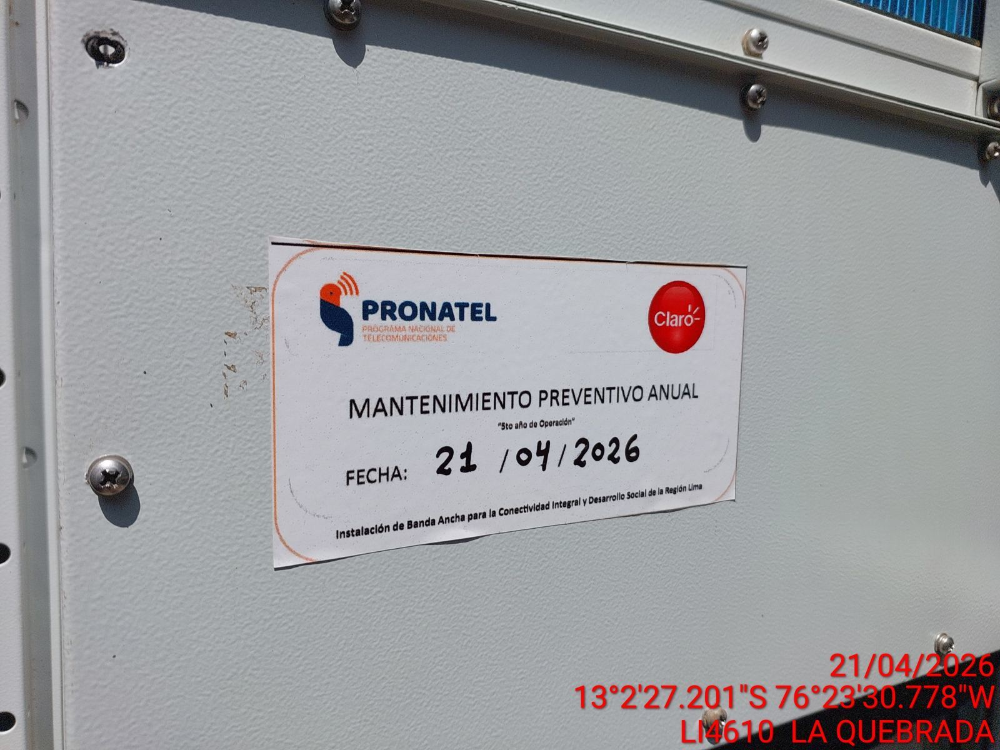 PRONATEL
PROGRAMA NACIONAL DE
TELECOMUNICACIONES
Claro
MANTENIMIENTO PREVENTIVO ANUAL
"5to año de Operación"
FECHA: 21 / 04 / 2026
Instalación de Banda Ancha para la Conectividad Integral y Desarrollo Social de la Región Lima
21/04/2026
13°2'27.201"S 76°23'30.778"W
LI4610 LA QUEBRADA